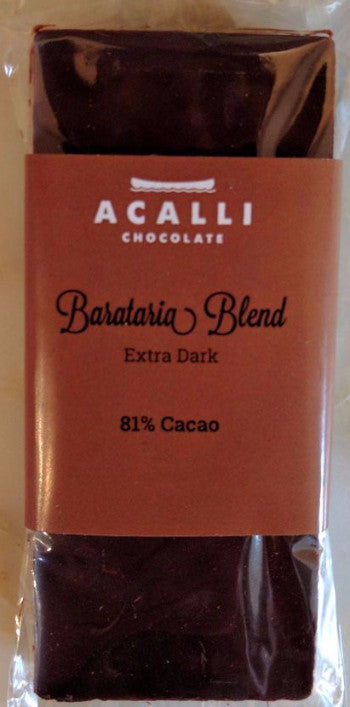 ACALLI
CHOCOLATE
Barataria Blend
Extra Dark
81% Cacao